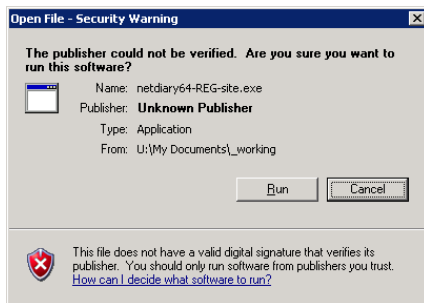 Open File - Security Warning
The publisher could not be verified. Are you sure you want to
run this software?
Name: netdiary64-REG-site.exe
Publisher: Unknown Publisher
Type: Application
From: U:\My Documents\_working
Run Cancel
This file does not have a valid digital signature that verifies its
publisher. You should only run software from publishers you trust.
How can I decide what software to run?